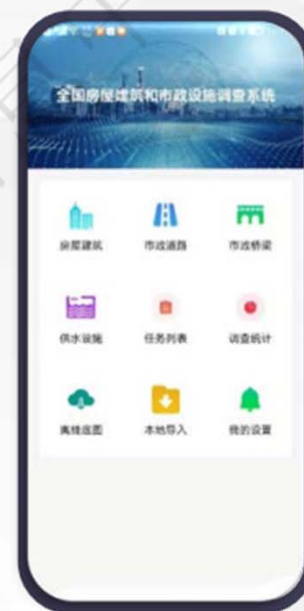 全国房屋建筑和市政设施调查系统
房屋建筑
市政道路
市政桥梁
供水设施
任务列表
调查统计
离线底图
本地导入
我的设置